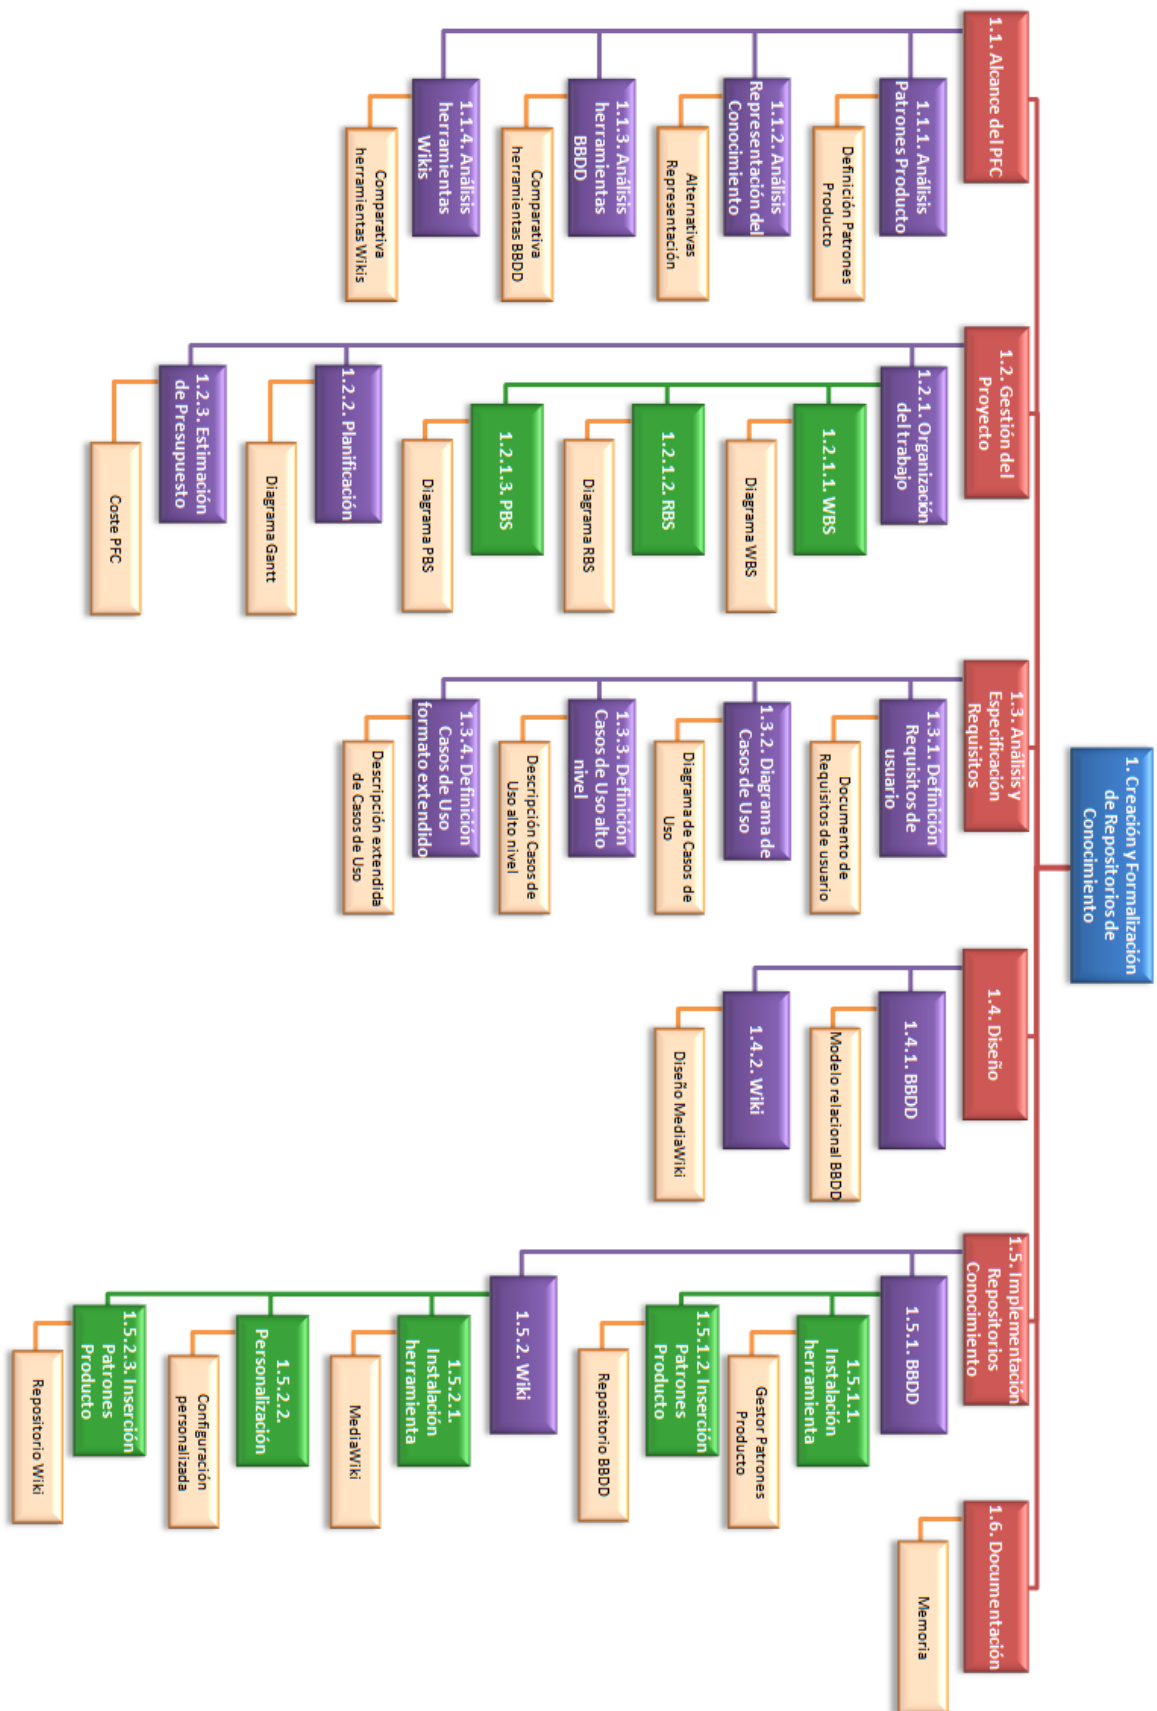 1. Creación y Formalización
de Repositorios de
Conocimiento
1.1. Alcance del PFC
1.1.1. Análisis
Patrones Producto
Definición Patrones
Producto
1.1.2. Análisis
Representación del
Conocimiento
Alternativas
Representación
1.1.3. Análisis
herramientas
BBDD
Comparativa
herramientas BBDD
1.1.4. Análisis
herramientas
Wikis
Comparativa
herramientas Wikis
1.2. Gestión del
Proyecto
1.2.1. Organización
del trabajo
1.2.1.1. WBS
Diagrama WBS
1.2.1.2. RBS
Diagrama RBS
1.2.1.3. PBS
Diagrama PBS
1.2.2. Planificación
Diagrama Gantt
1.2.3. Estimación
de Presupuesto
Coste PFC
1.3. Análisis y
Especificación
Requisitos
1.3.1. Definición
Requisitos de
usuario
Documento de
Requisitos de usuario
1.3.2. Diagrama de
Casos de Uso
Diagrama de Casos de
Uso
1.3.3. Definición
Casos de Uso alto
nivel
Descripción Casos de
Uso alto nivel
1.3.4. Definición
Casos de Uso
formato extendido
Descripción extendida
de Casos de Uso
1.4. Diseño
1.4.1. BBDD
Modelo relacional BBDD
1.4.2. Wiki
Diseño MediaWiki
1.5. Implementación
Repositorios
Conocimiento
1.5.1. BBDD
1.5.1.1.
Instalación
herramienta
Gestor Patrones
Producto
1.5.1.2. Inserción
Patrones
Producto
Repositorio BBDD
1.5.2. Wiki
1.5.2.1.
Instalación
herramienta
MediaWiki
1.5.2.2.
Personalización
Configuración
personalizada
1.5.2.3. Inserción
Patrones
Producto
Repositorio Wiki
1.6. Documentación
Memoria